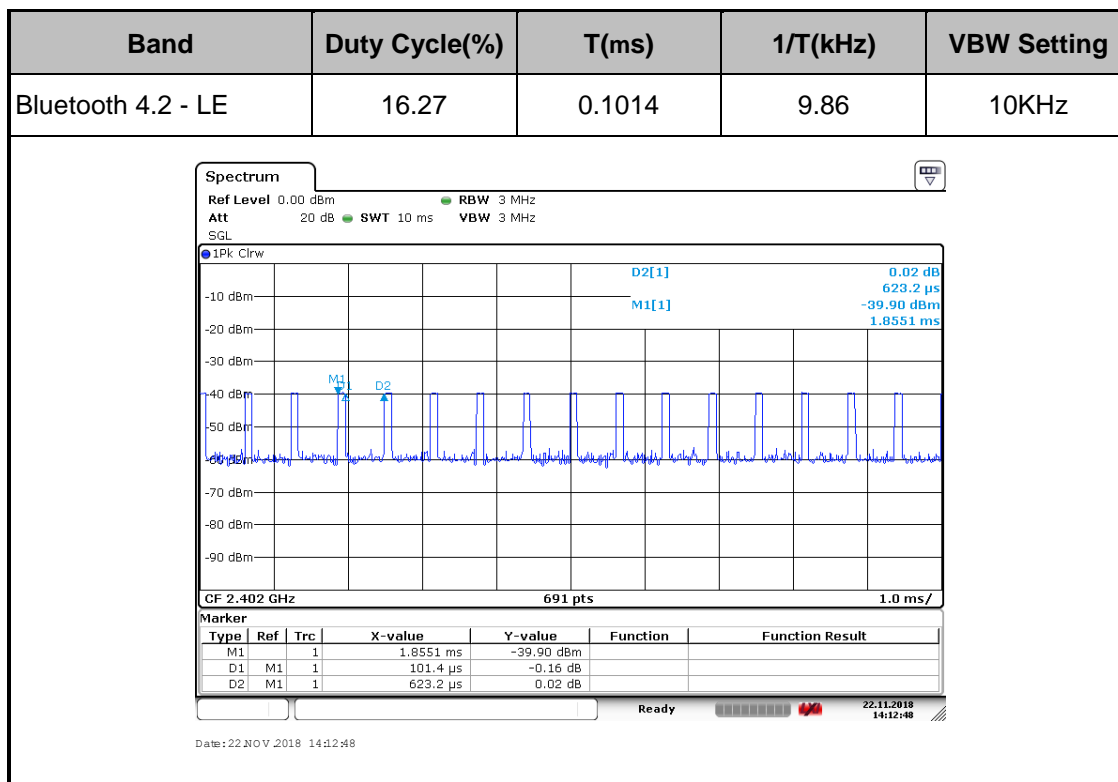 Band Duty Cycle(%) T(ms) 1/T(kHz) VBW Setting
Bluetooth 4.2 - LE 16.27 0.1014 9.86 10KHz
Spectrum
Ref Level 0.00 dBm RBW 3 MHz
Att 20 dB SWT 10 ms VBW 3 MHz
SGL
1Pk Clrw
D2[1] 0.02 dB
623.2 µs
-10 dBm
M1[1] -39.90 dBm
1.8551 ms
-20 dBm
-30 dBm
M1 D1 D2
-40 dBm
-50 dBm
-60 dBm
-70 dBm
-80 dBm
-90 dBm
CF 2.402 GHz 691 pts 1.0 ms/
Marker
Type Ref Trc X-value Y-value Function Function Result
M1 1 1.8551 ms -39.90 dBm
D1 M1 1 101.4 µs -0.16 dB
D2 M1 1 623.2 µs 0.02 dB
Ready 22.11.2018
14:12:48
Date: 22.NOV.2018 14:12:48